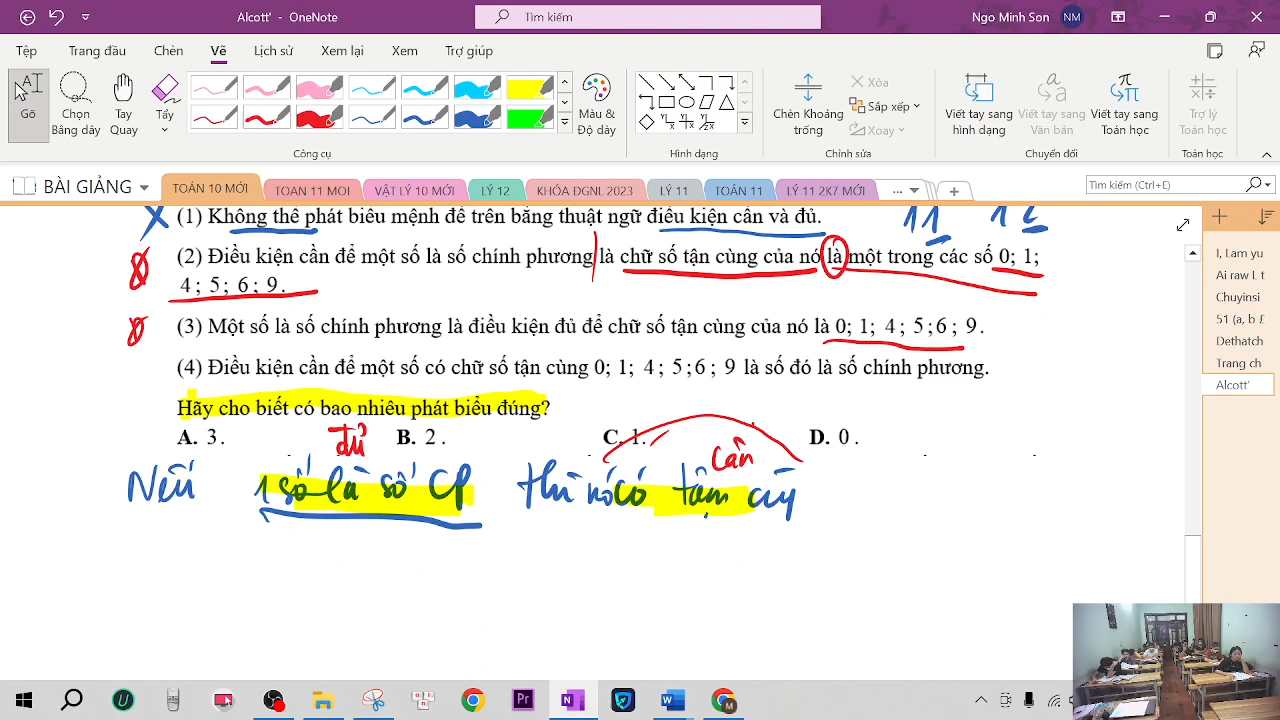 Alcott' - OneNote
Tìm kiếm
Ngo Minh Son
NM
Tệp Trang đầu Chèn Vẽ Lịch sử Xem lại Xem Trợ giúp
Gõ
Chọn Bằng dây
Tay Quay
Tẩy
Màu & Độ dày
Chèn Khoảng trống
Xóa
Sắp xếp
Xoay
Viết tay sang hình dạng
Viết tay sang Văn bản
Viết tay sang Toán học
Trợ lý Toán học
Công cụ Hình dạng Chỉnh sửa Chuyển đổi Toán học
BÀI GIẢNG
TOÁN 10 MỚI TOAN 11 MOI VẬT LÝ 10 MỚI LÝ 12 KHÓA DGNL 2023 LÝ 11 TOÁN 11 LÝ 11 2K7 MỚI ...
Tìm kiếm (Ctrl+E)
(1) Không thể phát biểu mệnh đề trên bằng thuật ngữ điều kiện cần và đủ.
(2) Điều kiện cần để một số là số chính phương là chữ số tận cùng của nó là một trong các số 0; 1;
4; 5; 6; 9.
(3) Một số là số chính phương là điều kiện đủ để chữ số tận cùng của nó là 0; 1; 4; 5;6; 9.
(4) Điều kiện cần để một số có chữ số tận cùng 0; 1; 4; 5;6; 9 là số đó là số chính phương.
Hãy cho biết có bao nhiêu phát biểu đúng?
A. 3. B. 2. C. 1. D. 0.
đủ cần
Nếu 1 số là số CP thì nó có tận cùng
I, Lam yu
Ai raw I. t
Chuyinsi
51 (a, b £
Dethatch
Trang ch
Alcott'